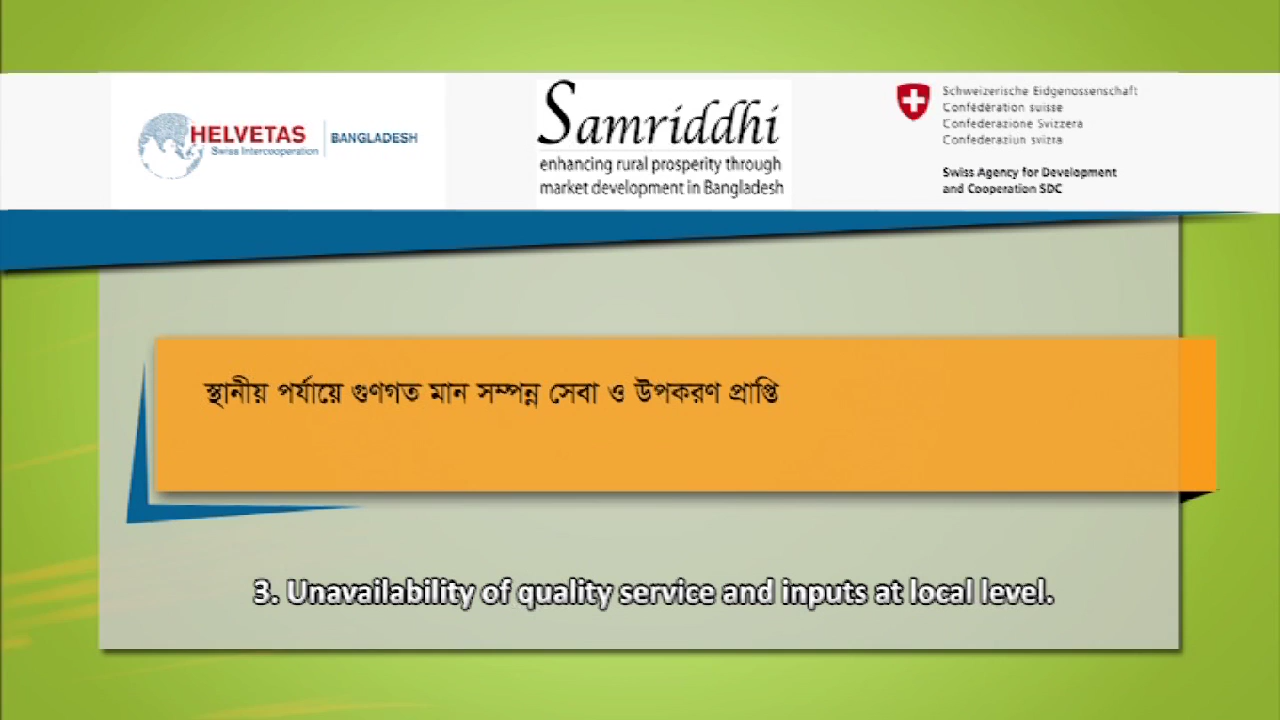 HELVETAS
Swiss Intercooperation
BANGLADESH
Samriddhi
enhancing rural prosperity through
market development in Bangladesh
Schweizerische Eidgenossenschaft
Confédération suisse
Confederazione Svizzera
Confederaziun svizra
Swiss Agency for Development
and Cooperation SDC
স্থানীয় পর্যায়ে গুণগত মান সম্পন্ন সেবা ও উপকরণ প্রাপ্তি
3. Unavailability of quality service and inputs at local level.